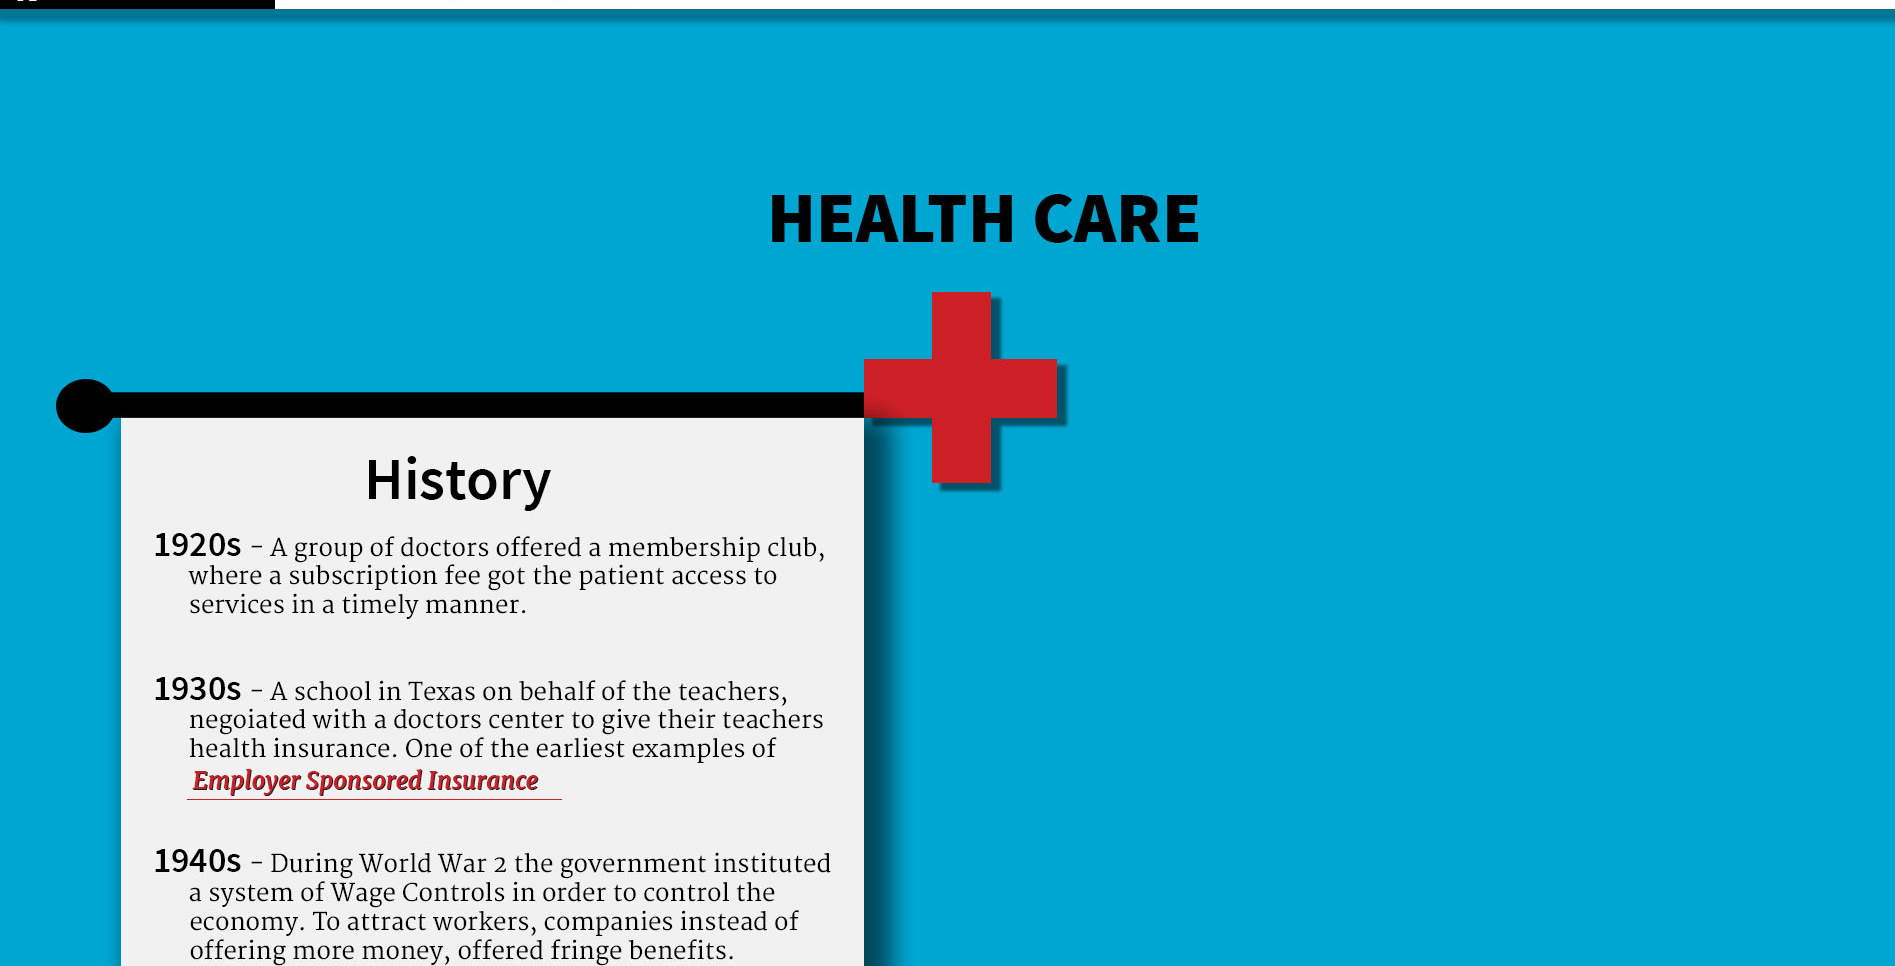 HEALTH CARE
History
1920s - A group of doctors offered a membership club,
where a subscription fee got the patient access to
services in a timely manner.
1930s - A school in Texas on behalf of the teachers,
negoiated with a doctors center to give their teachers
health insurance. One of the earliest examples of
Employer Sponsored Insurance
1940s - During World War 2 the government instituted
a system of Wage Controls in order to control the
economy. To attract workers, companies instead of
offering more money, offered fringe benefits.